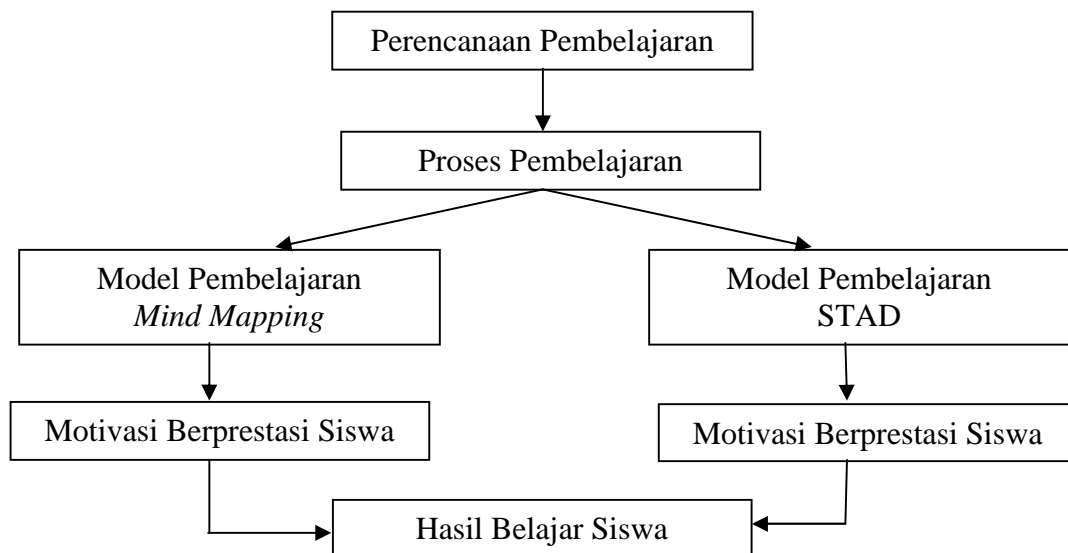 Perencanaan Pembelajaran
Proses Pembelajaran
Model Pembelajaran
Mind Mapping
Model Pembelajaran
STAD
Motivasi Berprestasi Siswa
Motivasi Berprestasi Siswa
Hasil Belajar Siswa